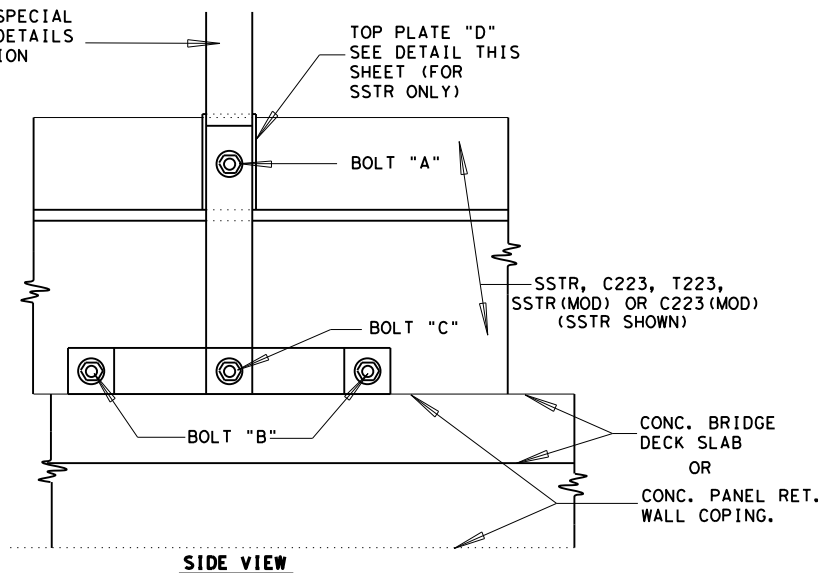 SPECIAL
DETAILS
ION
TOP PLATE "D"
SEE DETAIL THIS
SHEET (FOR
SSTR ONLY)
BOLT "A"
SSTR, C223, T223,
SSTR(MOD) OR C223(MOD)
(SSTR SHOWN)
BOLT "C"
BOLT "B"
CONC. BRIDGE
DECK SLAB
OR
CONC. PANEL RET.
WALL COPING.
SIDE VIEW